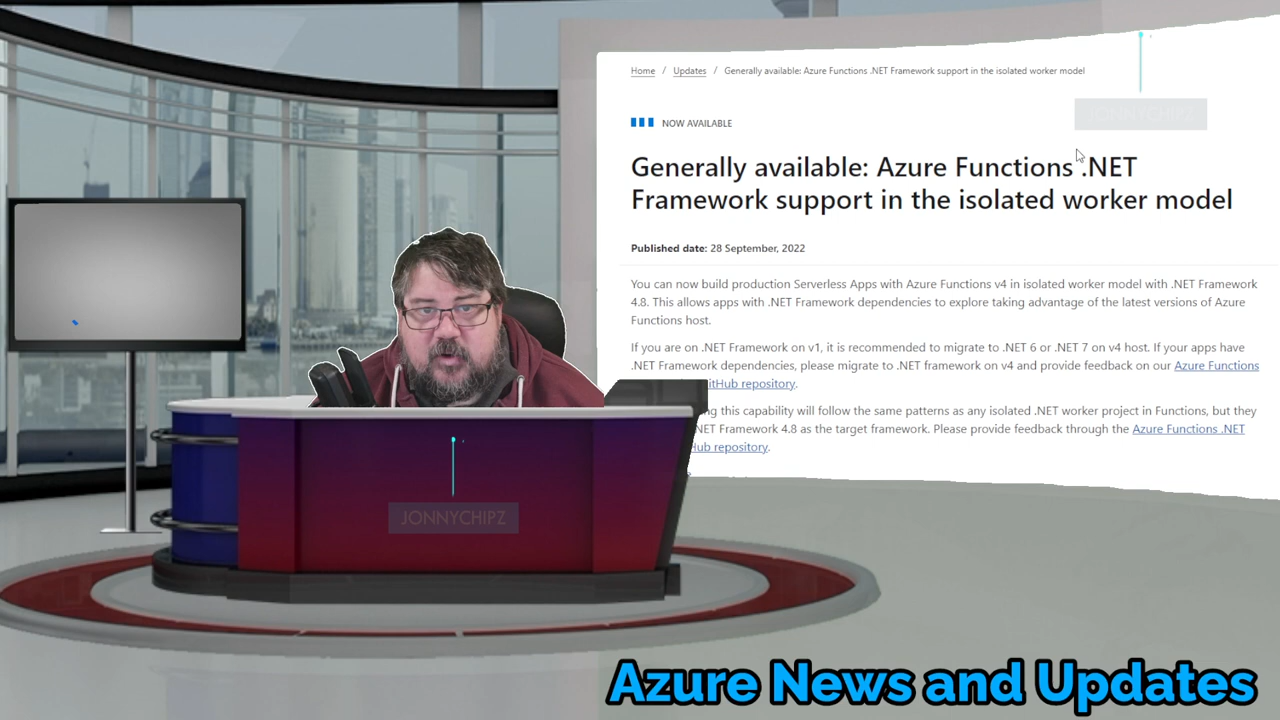 Home / Updates / Generally available: Azure Functions .NET Framework support in the isolated worker model
JONNYCHIPZ
NOW AVAILABLE
Generally available: Azure Functions .NET
Framework support in the isolated worker model
Published date: 28 September, 2022
You can now build production Serverless Apps with Azure Functions v4 in isolated worker model with .NET Framework
4.8. This allows apps with .NET Framework dependencies to explore taking advantage of the latest versions of Azure
Functions host.
If you are on .NET Framework on v1, it is recommended to migrate to .NET 6 or .NET 7 on v4 host. If your apps have
.NET Framework dependencies, please migrate to .NET framework on v4 and provide feedback on our Azure Functions
repository.
this capability will follow the same patterns as any isolated .NET worker project in Functions, but they
NET Framework 4.8 as the target framework. Please provide feedback through the Azure Functions .NET
repository.
JONNYCHIPZ
Azure News and Updates